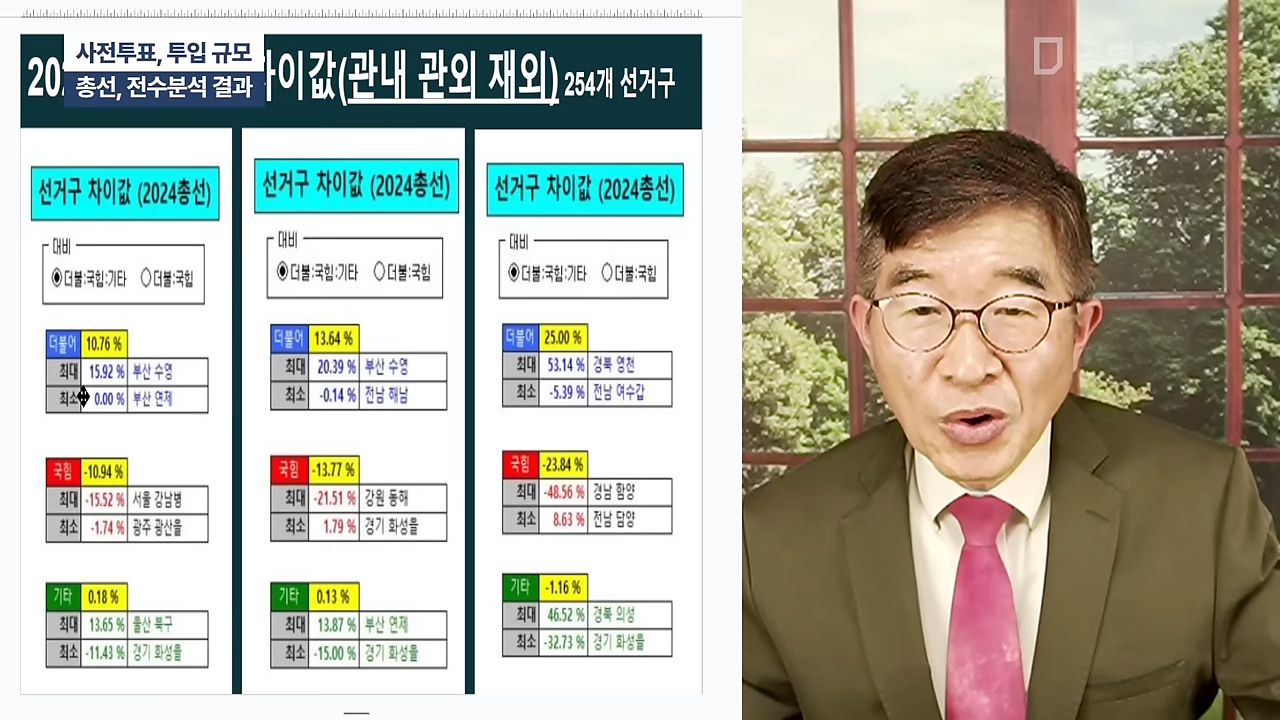 사전투표, 투입 규모
총선, 전수분석 결과
차이값(관내 관외 재외) 254개 선거구
선거구 차이값 (2024총선)
대비
더불:국힘:기타 더불:국힘
더불어 10.76 %
최대 15.92 % 부산 수영
최소 0.00 % 부산 연제
국힘 -10.94 %
최대 -15.52 % 서울 강남병
최소 -1.74 % 광주 광산을
기타 0.18 %
최대 13.65 % 울산 북구
최소 -11.43 % 경기 화성을
선거구 차이값 (2024총선)
대비
더불:국힘:기타 더불:국힘
더불어 13.64 %
최대 20.39 % 부산 수영
최소 -0.14 % 전남 해남
국힘 -13.77 %
최대 -21.51 % 강원 동해
최소 1.79 % 경기 화성을
기타 0.13 %
최대 13.87 % 부산 연제
최소 -15.00 % 경기 화성을
선거구 차이값 (2024총선)
대비
더불:국힘:기타 더불:국힘
더불어 25.00 %
최대 53.14 % 경북 영천
최소 -5.39 % 전남 여수갑
국힘 -23.84 %
최대 -48.56 % 경남 함양
최소 8.63 % 전남 담양
기타 -1.16 %
최대 46.52 % 경북 의성
최소 -32.73 % 경기 화성을